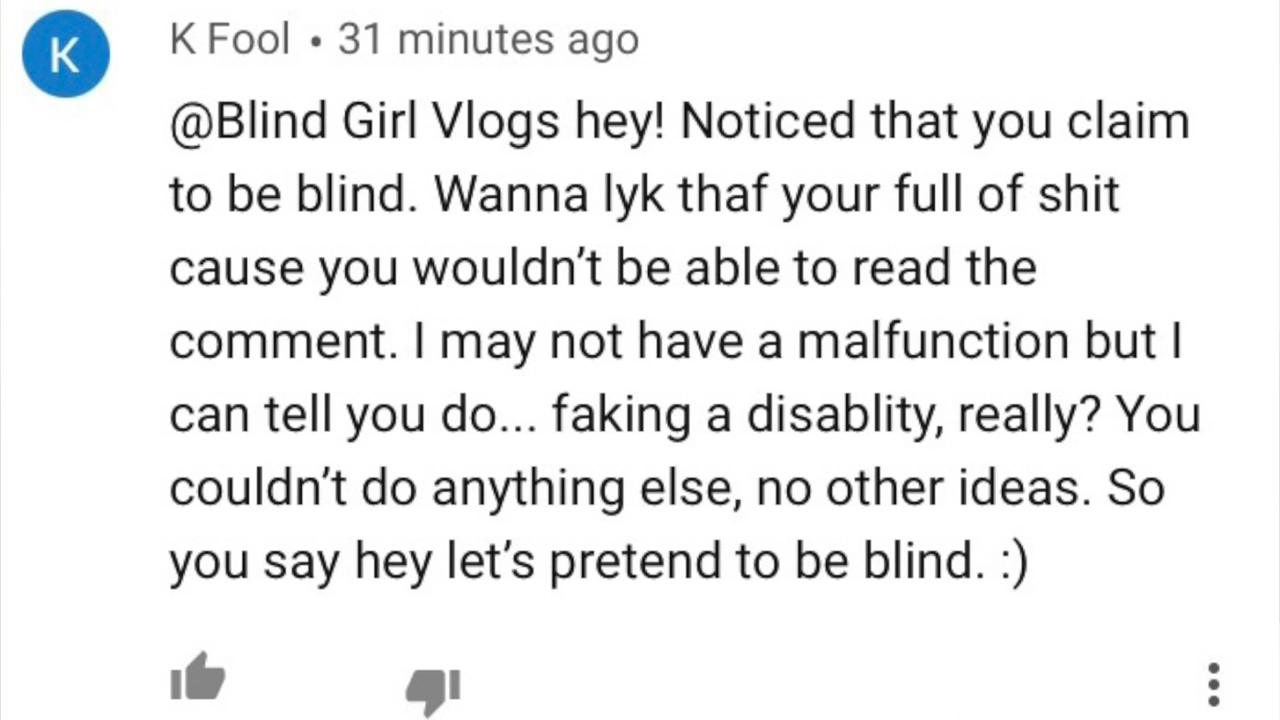 K
K Fool • 31 minutes ago
@Blind Girl Vlogs hey! Noticed that you claim
to be blind. Wanna lyk thaf your full of shit
cause you wouldn’t be able to read the
comment. I may not have a malfunction but I
can tell you do... faking a disablity, really? You
couldn’t do anything else, no other ideas. So
you say hey let’s pretend to be blind. :)